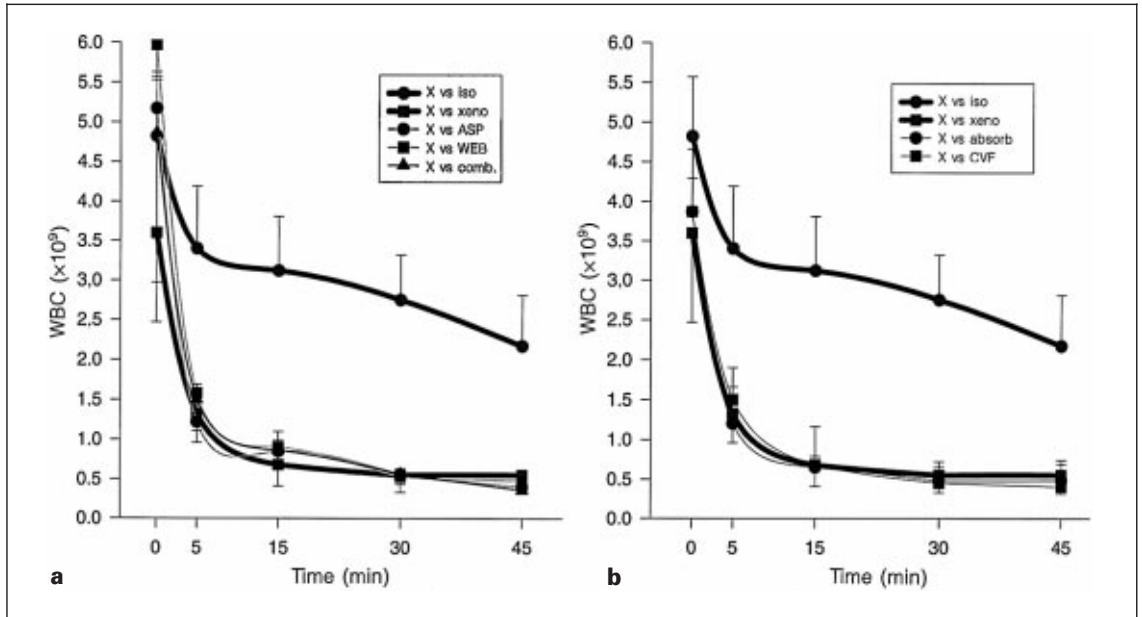 6.0
5.5
5.0
4.5
4.0
3.5
3.0
2.5
2.0
1.5
1.0
0.5
0.0
WBC (×10⁹)
X vs iso
X vs xeno
X vs ASP
X vs WEB
X vs comb.
0 5 15 30 45
Time (min)
a
6.0
5.5
5.0
4.5
4.0
3.5
3.0
2.5
2.0
1.5
1.0
0.5
0.0
WBC (×10⁹)
X vs iso
X vs xeno
X vs absorb
X vs CVF
0 5 15 30 45
Time (min)
b